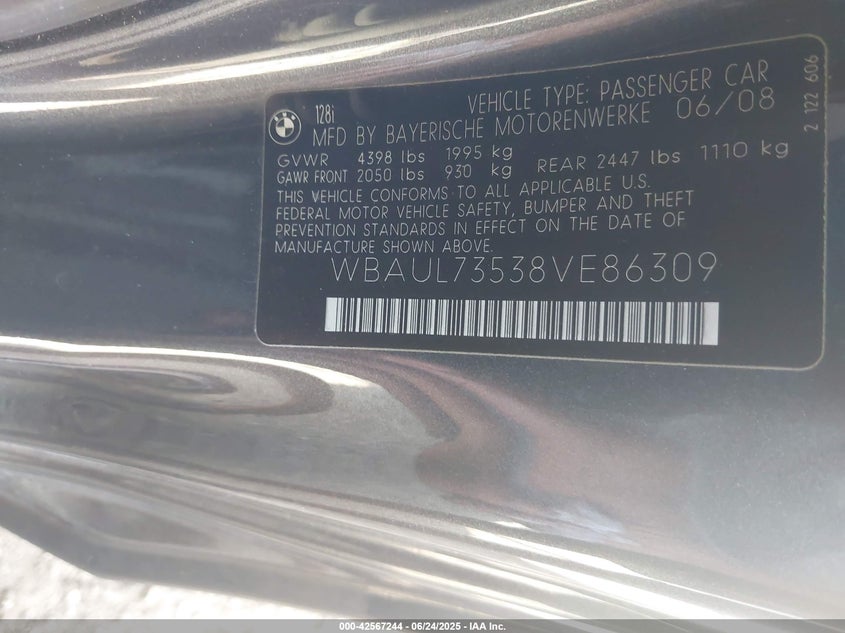 BMW
128i
VEHICLE TYPE: PASSENGER CAR
MFD BY BAYERISCHE MOTORENWERKE 06/08
GVWR 4398 lbs 1995 kg
GAWR FRONT 2050 lbs 930 kg REAR 2447 lbs 1110 kg
THIS VEHICLE CONFORMS TO ALL APPLICABLE U.S.
FEDERAL MOTOR VEHICLE SAFETY, BUMPER AND THEFT
PREVENTION STANDARDS IN EFFECT ON THE DATE OF
MANUFACTURE SHOWN ABOVE.
WBAUL73538VE86309
2 122 606
000-42567244 / 06/24/2025 - IAA Inc.